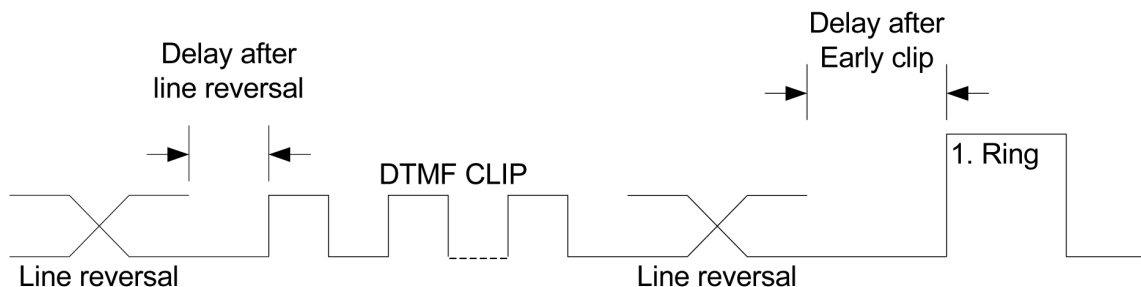 Delay after
line reversal
Delay after
Early clip
DTMF CLIP
1. Ring
Line reversal
Line reversal